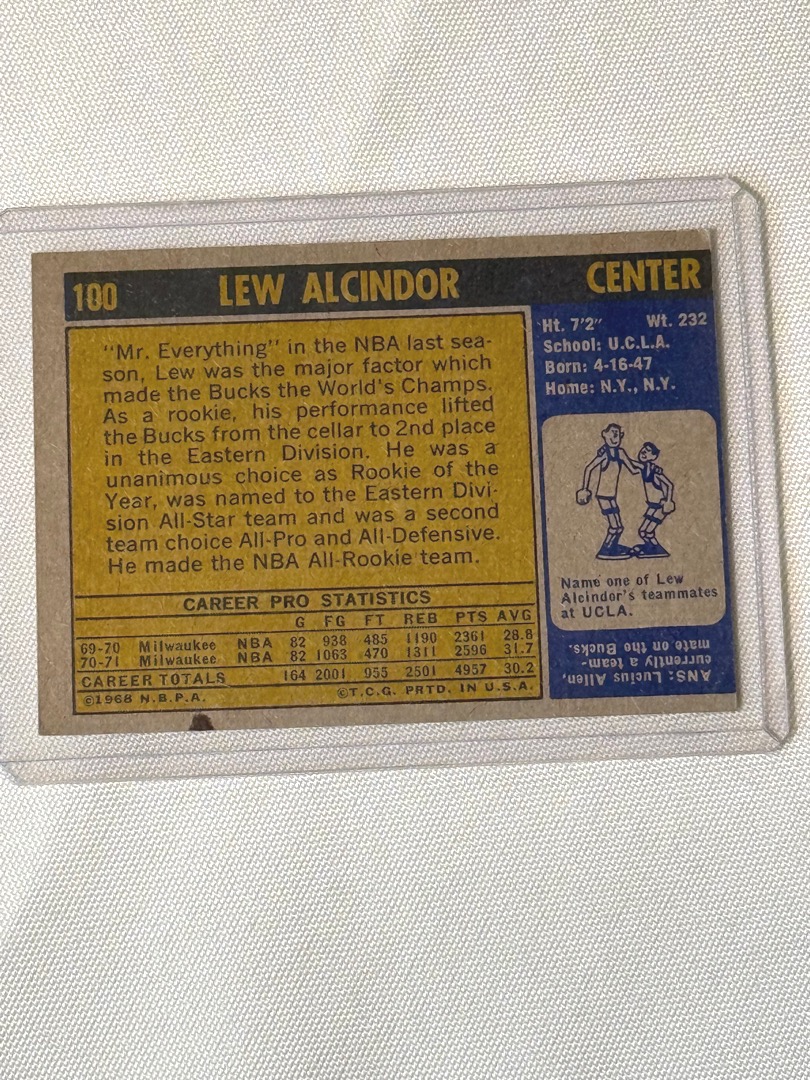 100 LEW ALCINDOR CENTER
"Mr. Everything" in the NBA last sea-
son, Lew was the major factor which
made the Bucks the World's Champs.
As a rookie, his performance lifted
the Bucks from the cellar to 2nd place
in the Eastern Division. He was a
unanimous choice as Rookie of the
Year, was named to the Eastern Divi-
sion All-Star team and was a second
team choice All-Pro and All-Defensive.
He made the NBA All-Rookie team.
CAREER PRO STATISTICS
G FG FT REB PTS AVG
69-70 Milwaukee NBA 82 938 485 1190 2361 28.8
70-71 Milwaukee NBA 82 1063 470 1311 2596 31.7
CAREER TOTALS 164 2001 955 2501 4957 30.2
©1968 N.B.P.A. ©T.C.G. PRTD. IN U.S.A.
Ht. 7'2" Wt. 232
School: U.C.L.A.
Born: 4-16-47
Home: N.Y., N.Y.
Name one of Lew
Alcindor's teammates
at UCLA.
ANS: Lucius Allen,
currently a team-
mate on the Bucks.